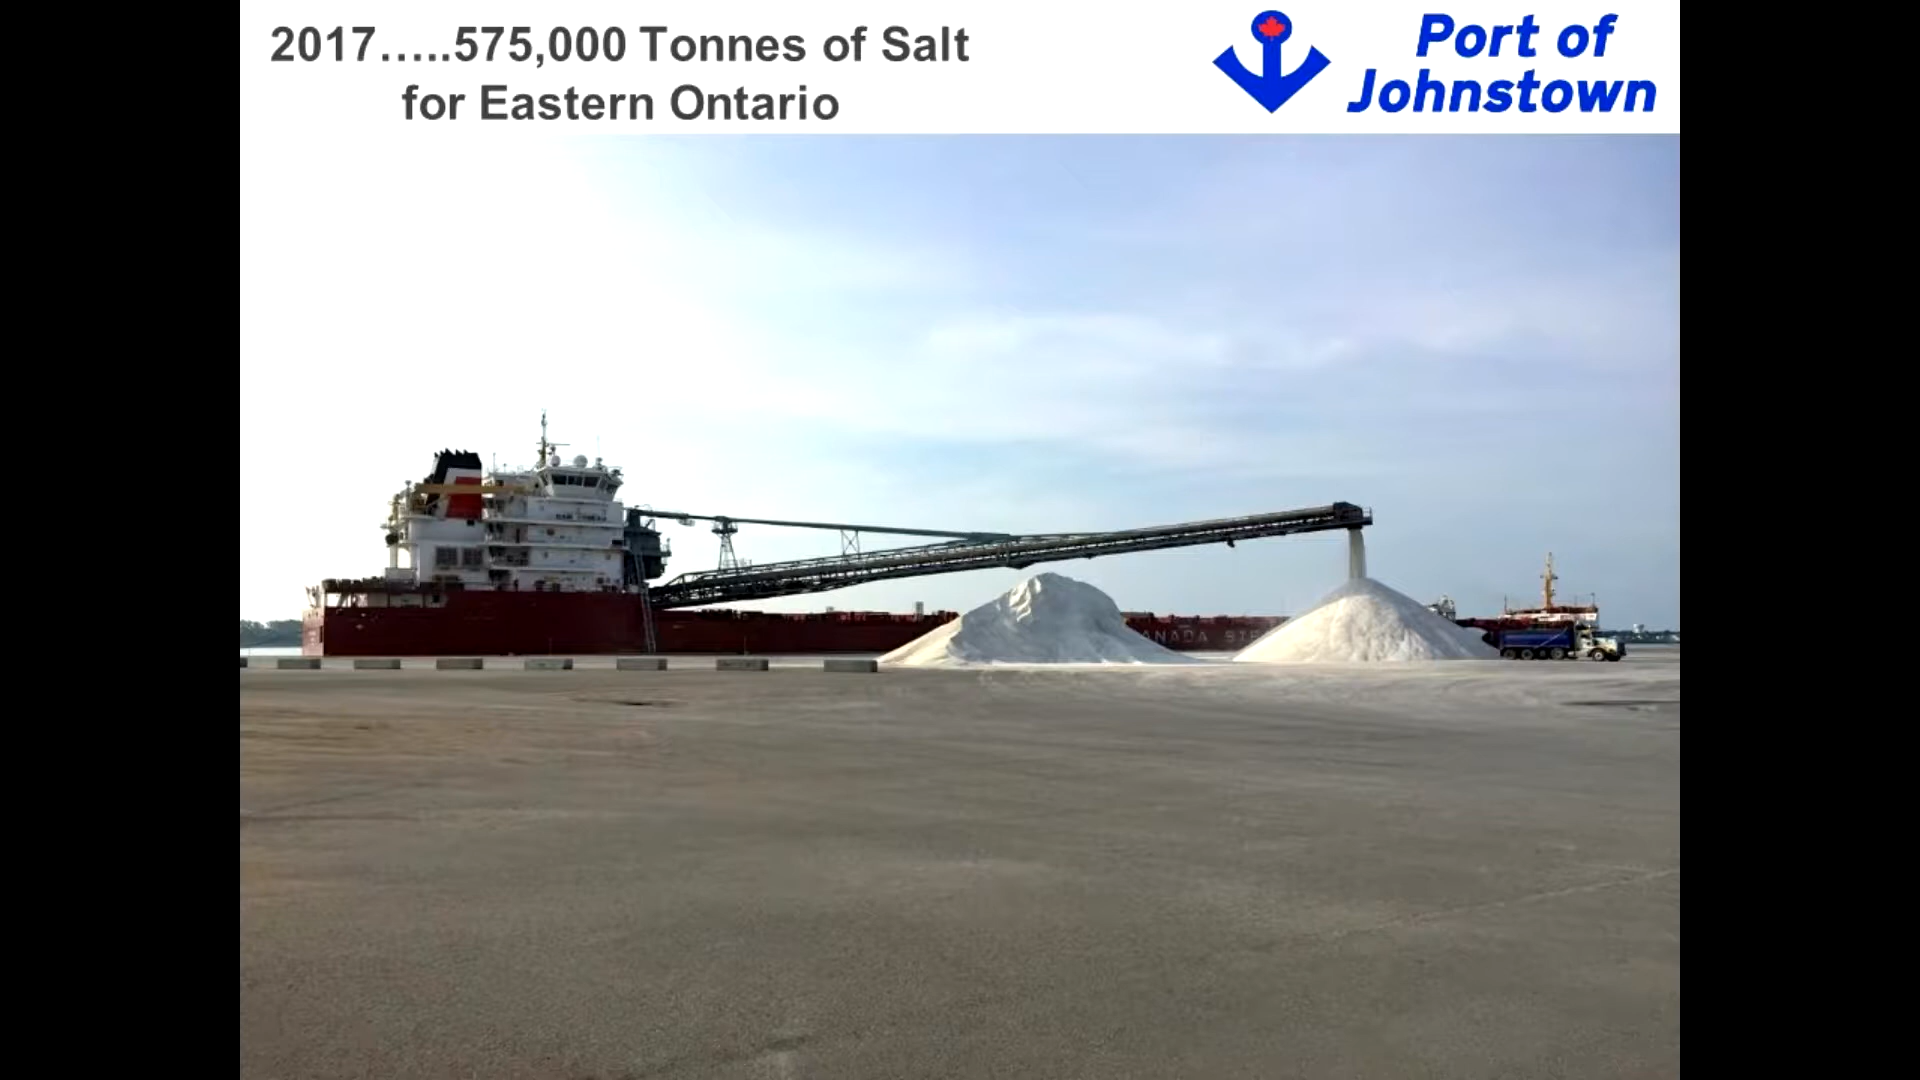 2017…..575,000 Tonnes of Salt
for Eastern Ontario
Port of
Johnstown